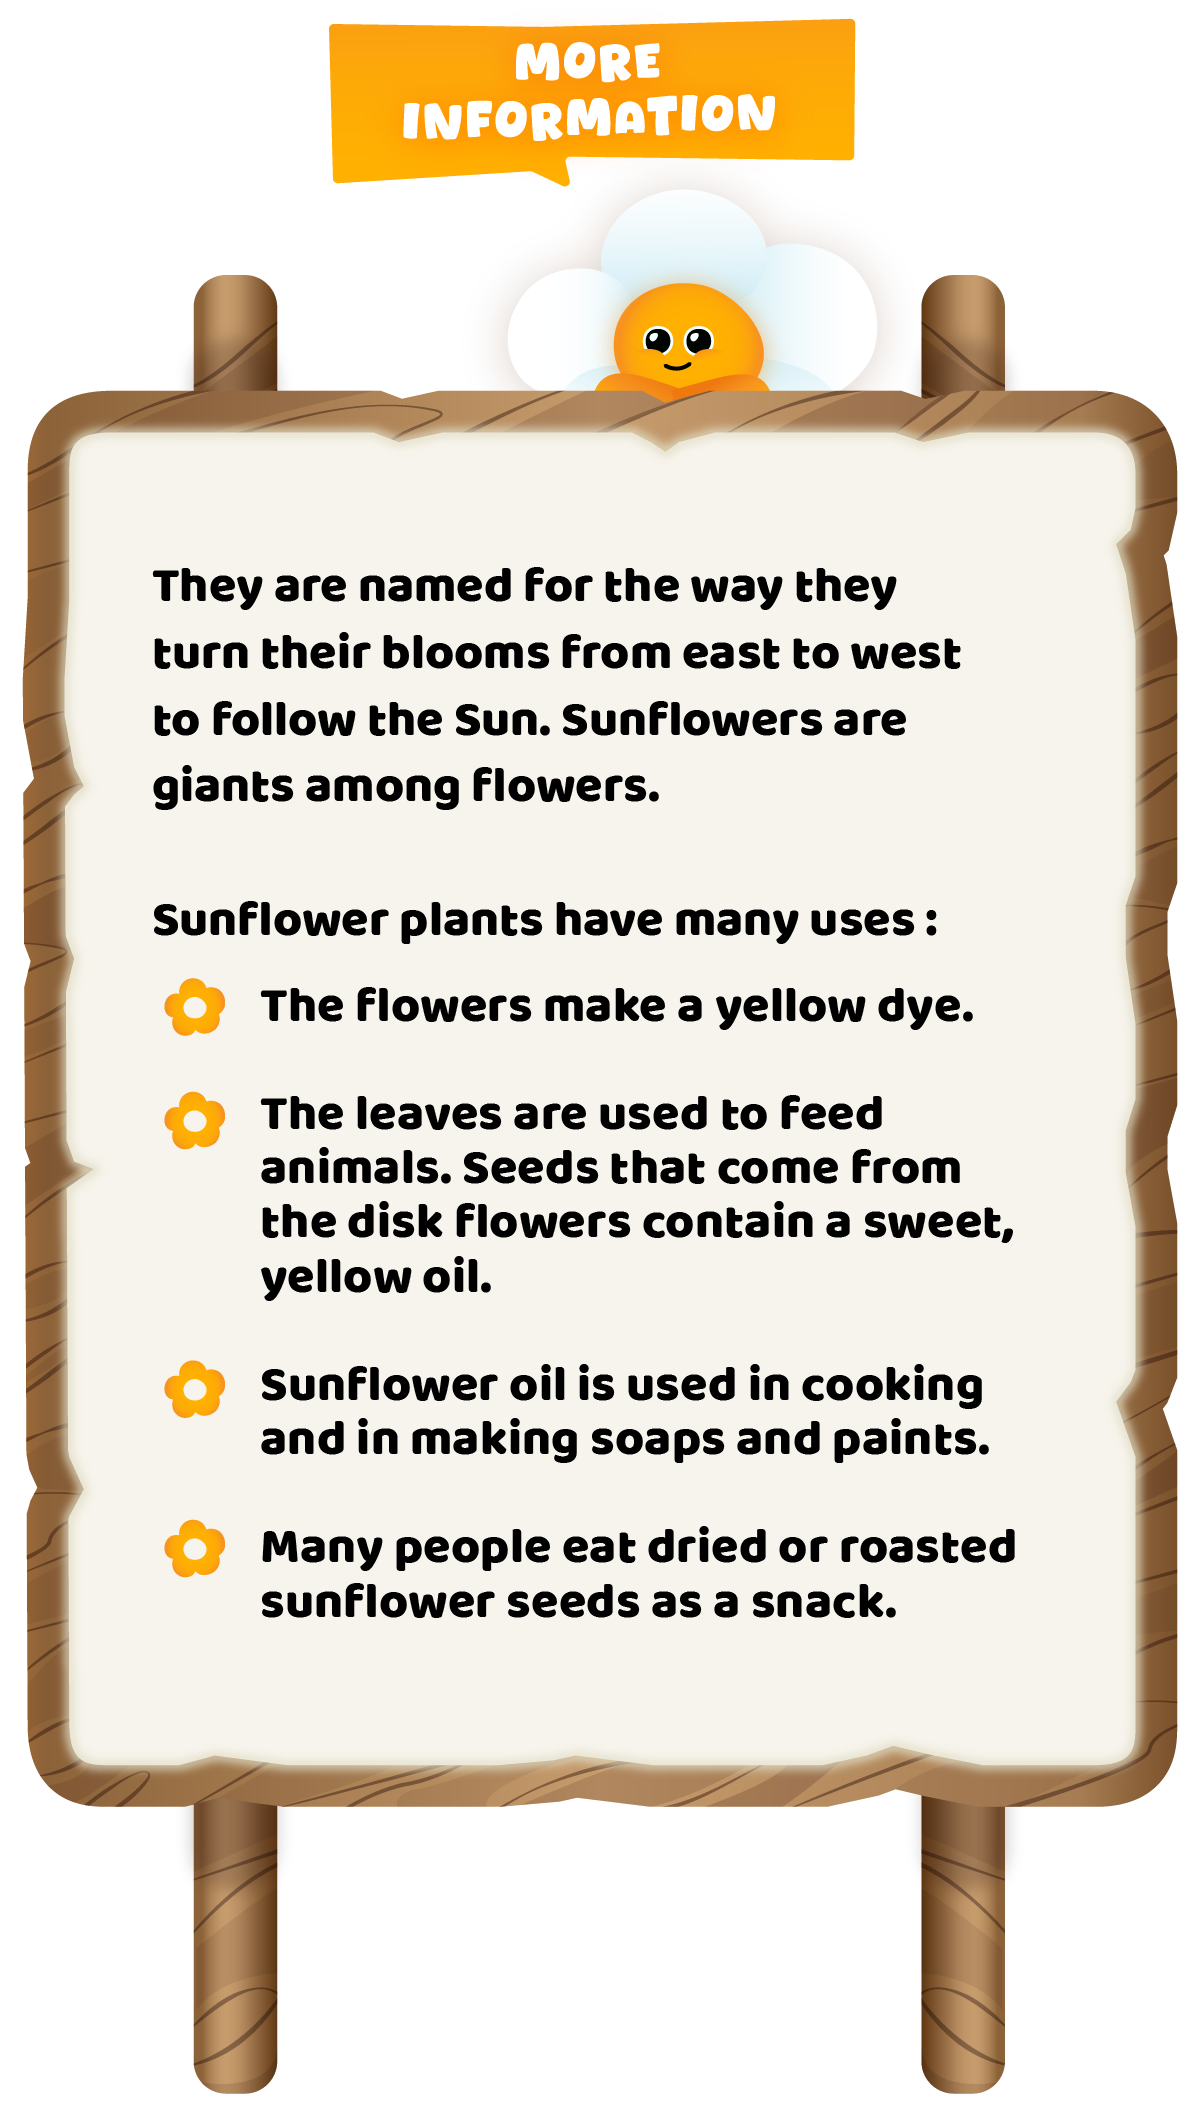 MORE
INFORMATION
They are named for the way they
turn their blooms from east to west
to follow the Sun. Sunflowers are
giants among flowers.
Sunflower plants have many uses :
The flowers make a yellow dye.
The leaves are used to feed
animals. Seeds that come from
the disk flowers contain a sweet,
yellow oil.
Sunflower oil is used in cooking
and in making soaps and paints.
Many people eat dried or roasted
sunflower seeds as a snack.